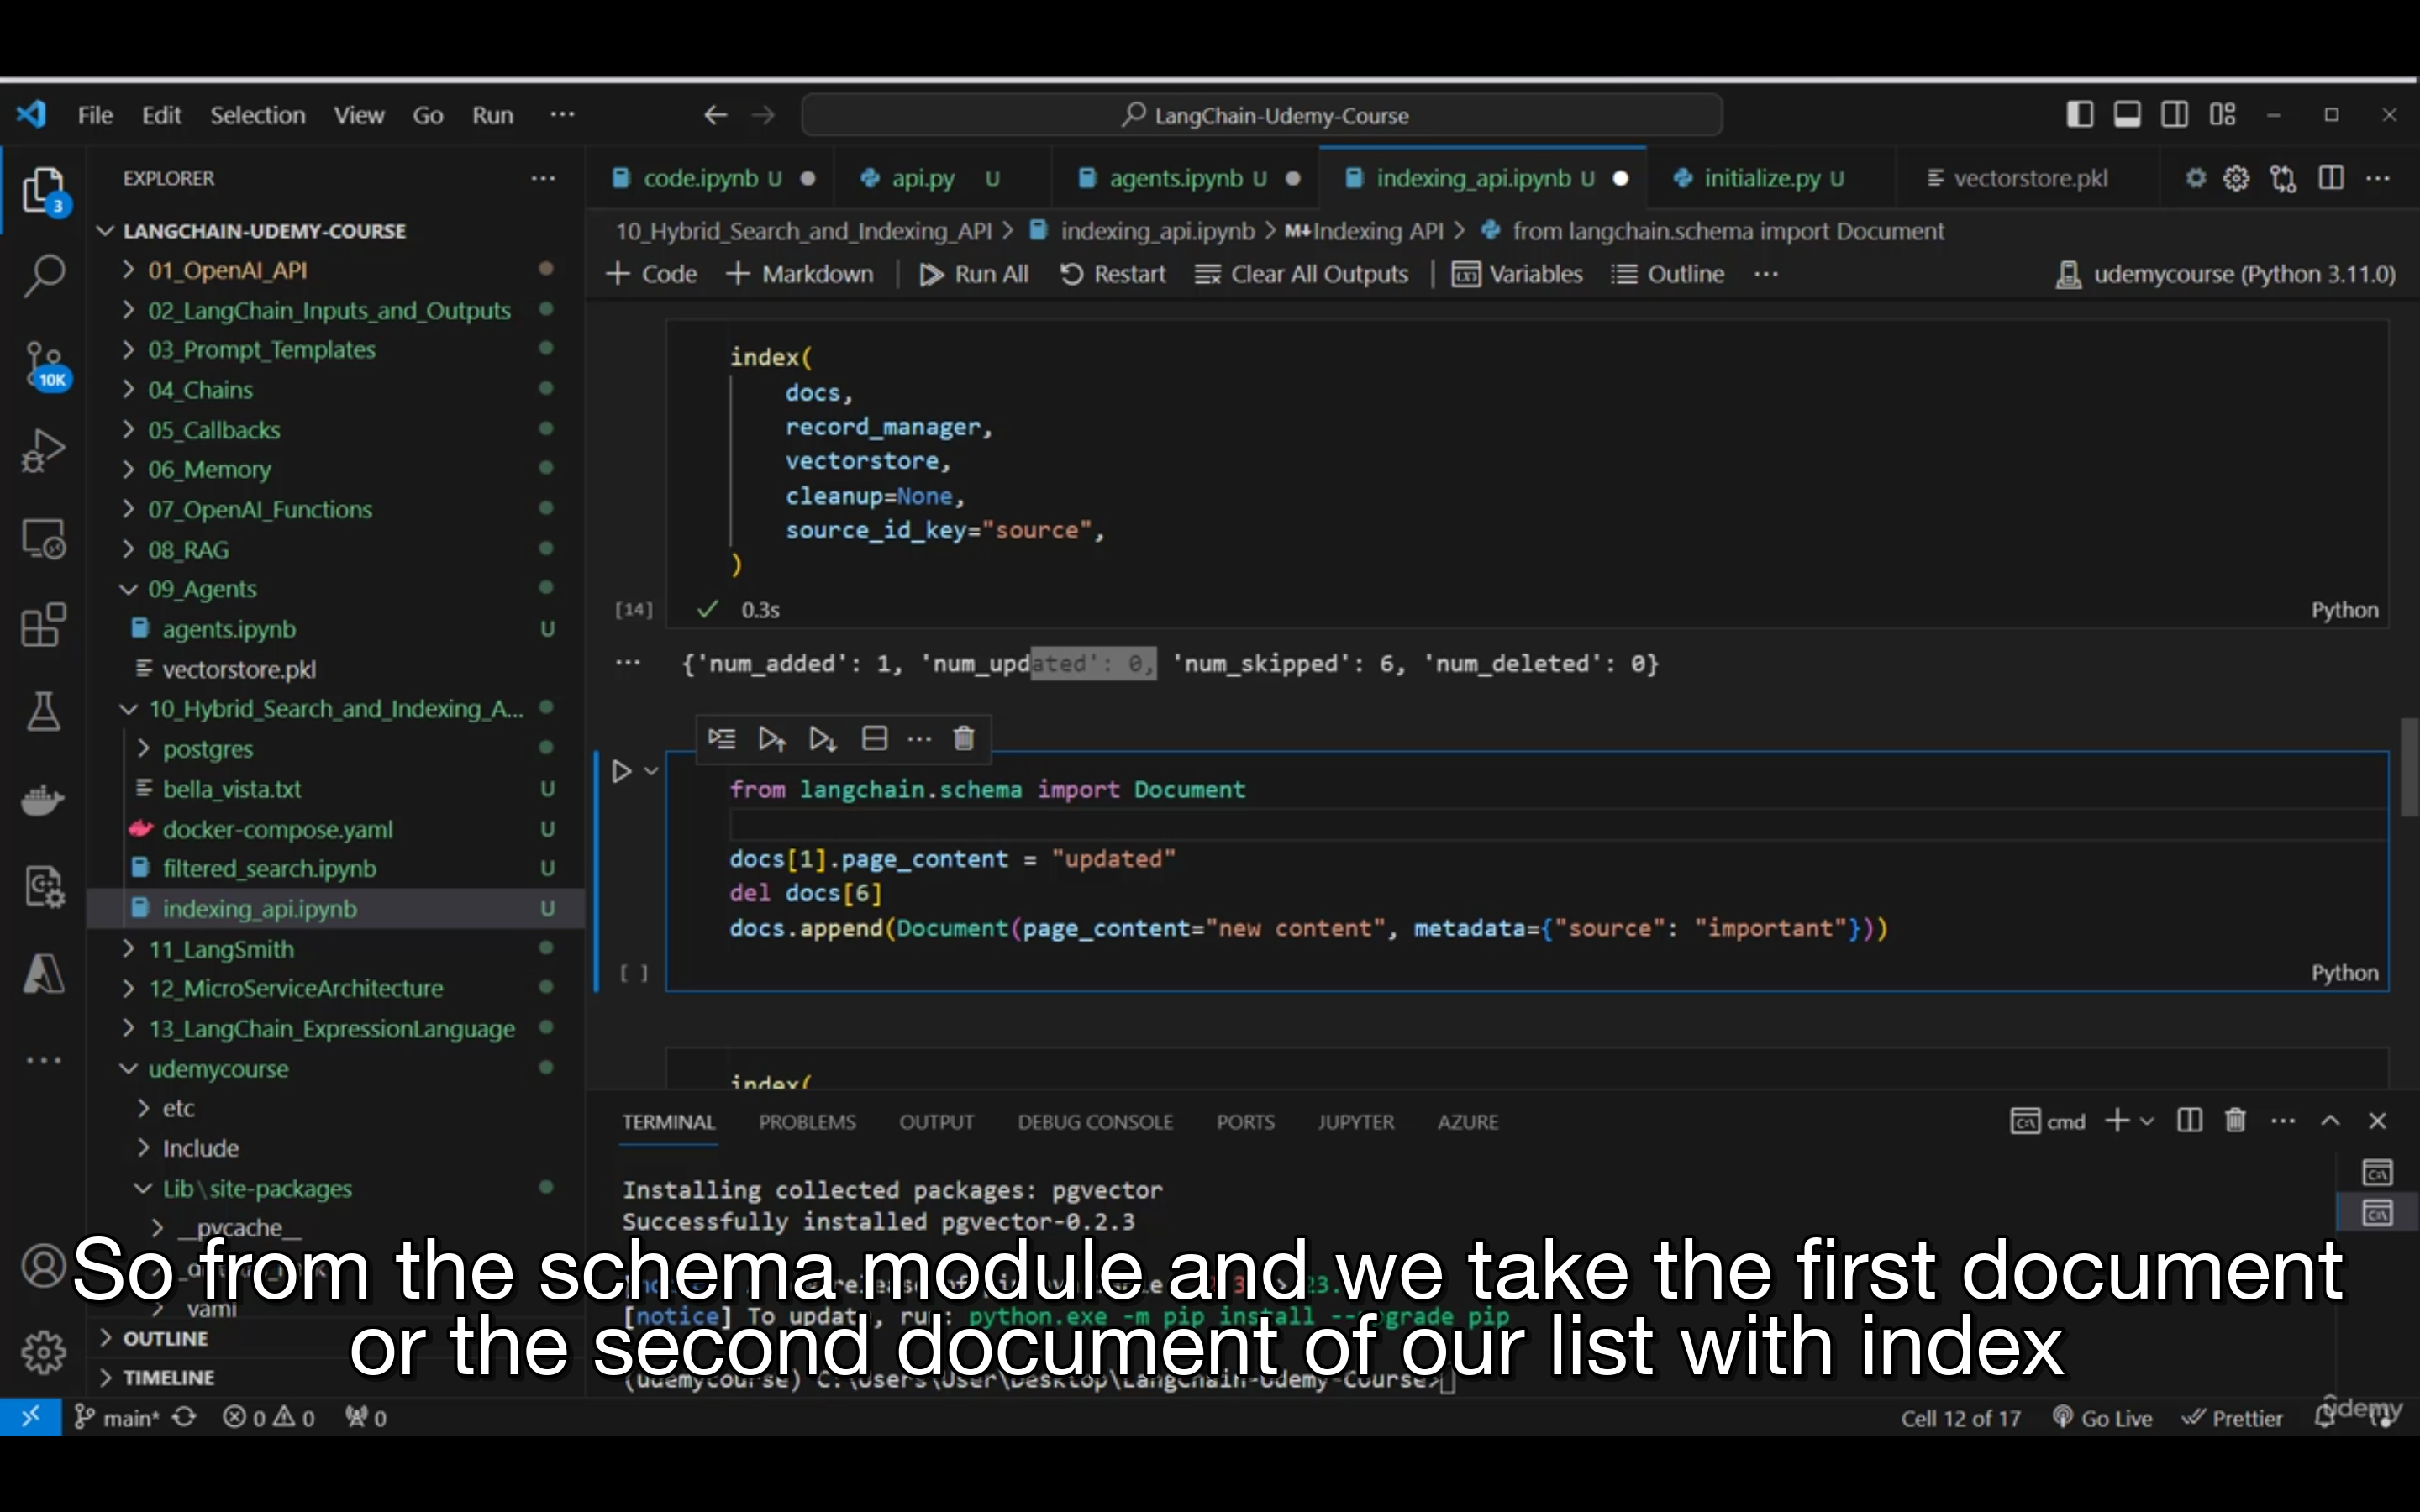 File Edit Selection View Go Run ··· LangChain-Udemy-Course
EXPLORER ···
LANGCHAIN-UDEMY-COURSE
01_OpenAI_API
02_LangChain_Inputs_and_Outputs
03_Prompt_Templates
04_Chains
05_Callbacks
06_Memory
07_OpenAI_Functions
08_RAG
09_Agents
agents.ipynb U
vectorstore.pkl
10_Hybrid_Search_and_Indexing_A...
postgres
bella_vista.txt U
docker-compose.yaml U
filtered_search.ipynb U
indexing_api.ipynb U
11_LangSmith
12_MicroServiceArchitecture
13_LangChain_ExpressionLanguage
udemycourse
etc
Include
Lib\site-packages
__pycache__
yaml
OUTLINE
TIMELINE
3
10K
code.ipynb U api.py U agents.ipynb U indexing_api.ipynb U initialize.py U vectorstore.pkl
10_Hybrid_Search_and_Indexing_API > indexing_api.ipynb > M↓Indexing API > from langchain.schema import Document
+ Code + Markdown | Run All Restart Clear All Outputs | Variables Outline ··· udemycourse (Python 3.11.0)
index(
docs,
record_manager,
vectorstore,
cleanup=None,
source_id_key="source",
)
[14] ✓ 0.3s Python
··· {'num_added': 1, 'num_updated': 0, 'num_skipped': 6, 'num_deleted': 0}
from langchain.schema import Document
docs[1].page_content = "updated"
del docs[6]
docs.append(Document(page_content="new content", metadata={"source": "important"}))
[ ] Python
index(
TERMINAL PROBLEMS OUTPUT DEBUG CONSOLE PORTS JUPYTER AZURE cmd
Installing collected packages: pgvector
Successfully installed pgvector-0.2.3
[notice] To update, run: python.exe -m pip install --upgrade pip
(udemycourse) C:\Users\User\Desktop\LangChain-Udemy-Course>
So from the schema module and we take the first document
or the second document of our list with index
main* 0 0 0 Cell 12 of 17 Go Live Prettier
udemy